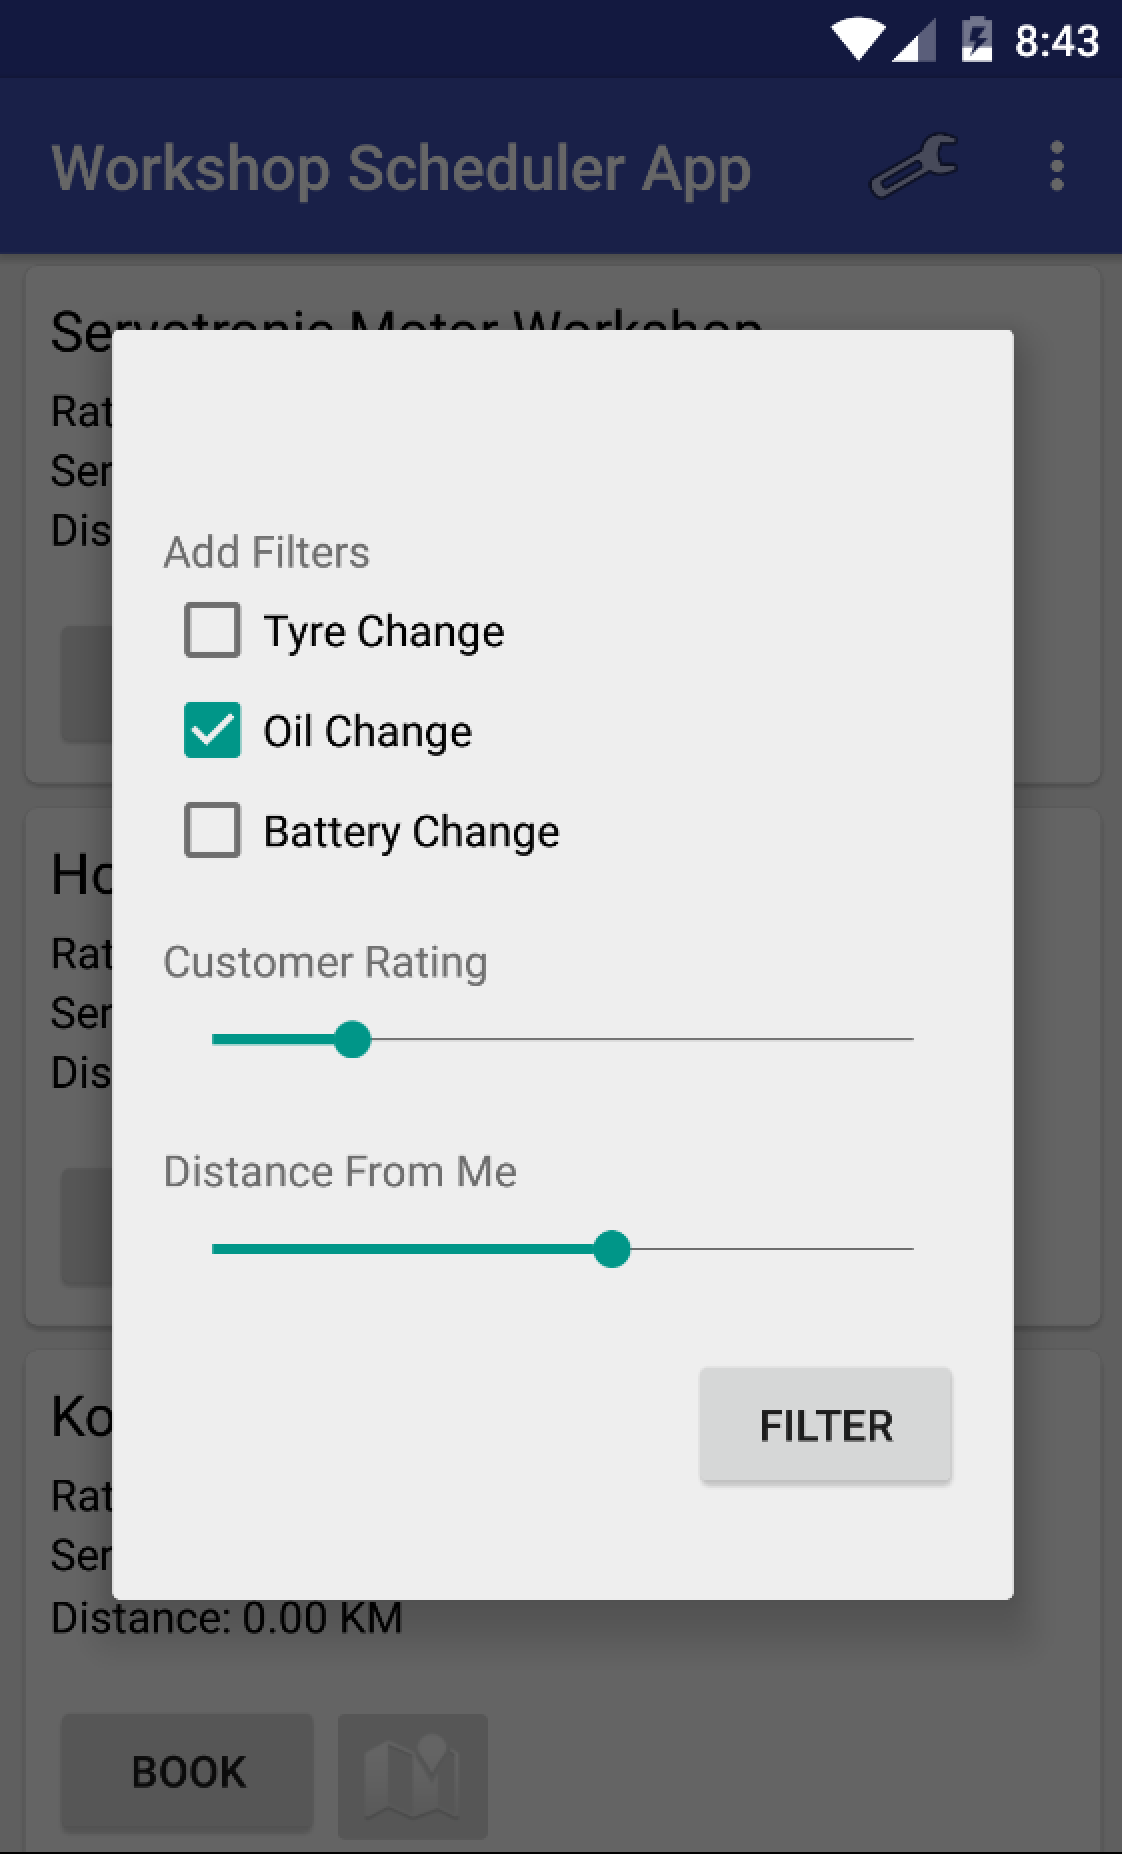 8:43
Workshop Scheduler App
Servotronic Motor Workshop
Rat
Ser
Dis
Add Filters
Tyre Change
Oil Change
Battery Change
Ho
Rat
Ser
Dis
Customer Rating
Distance From Me
Ko
FILTER
Rat
Ser
Distance: 0.00 KM
BOOK